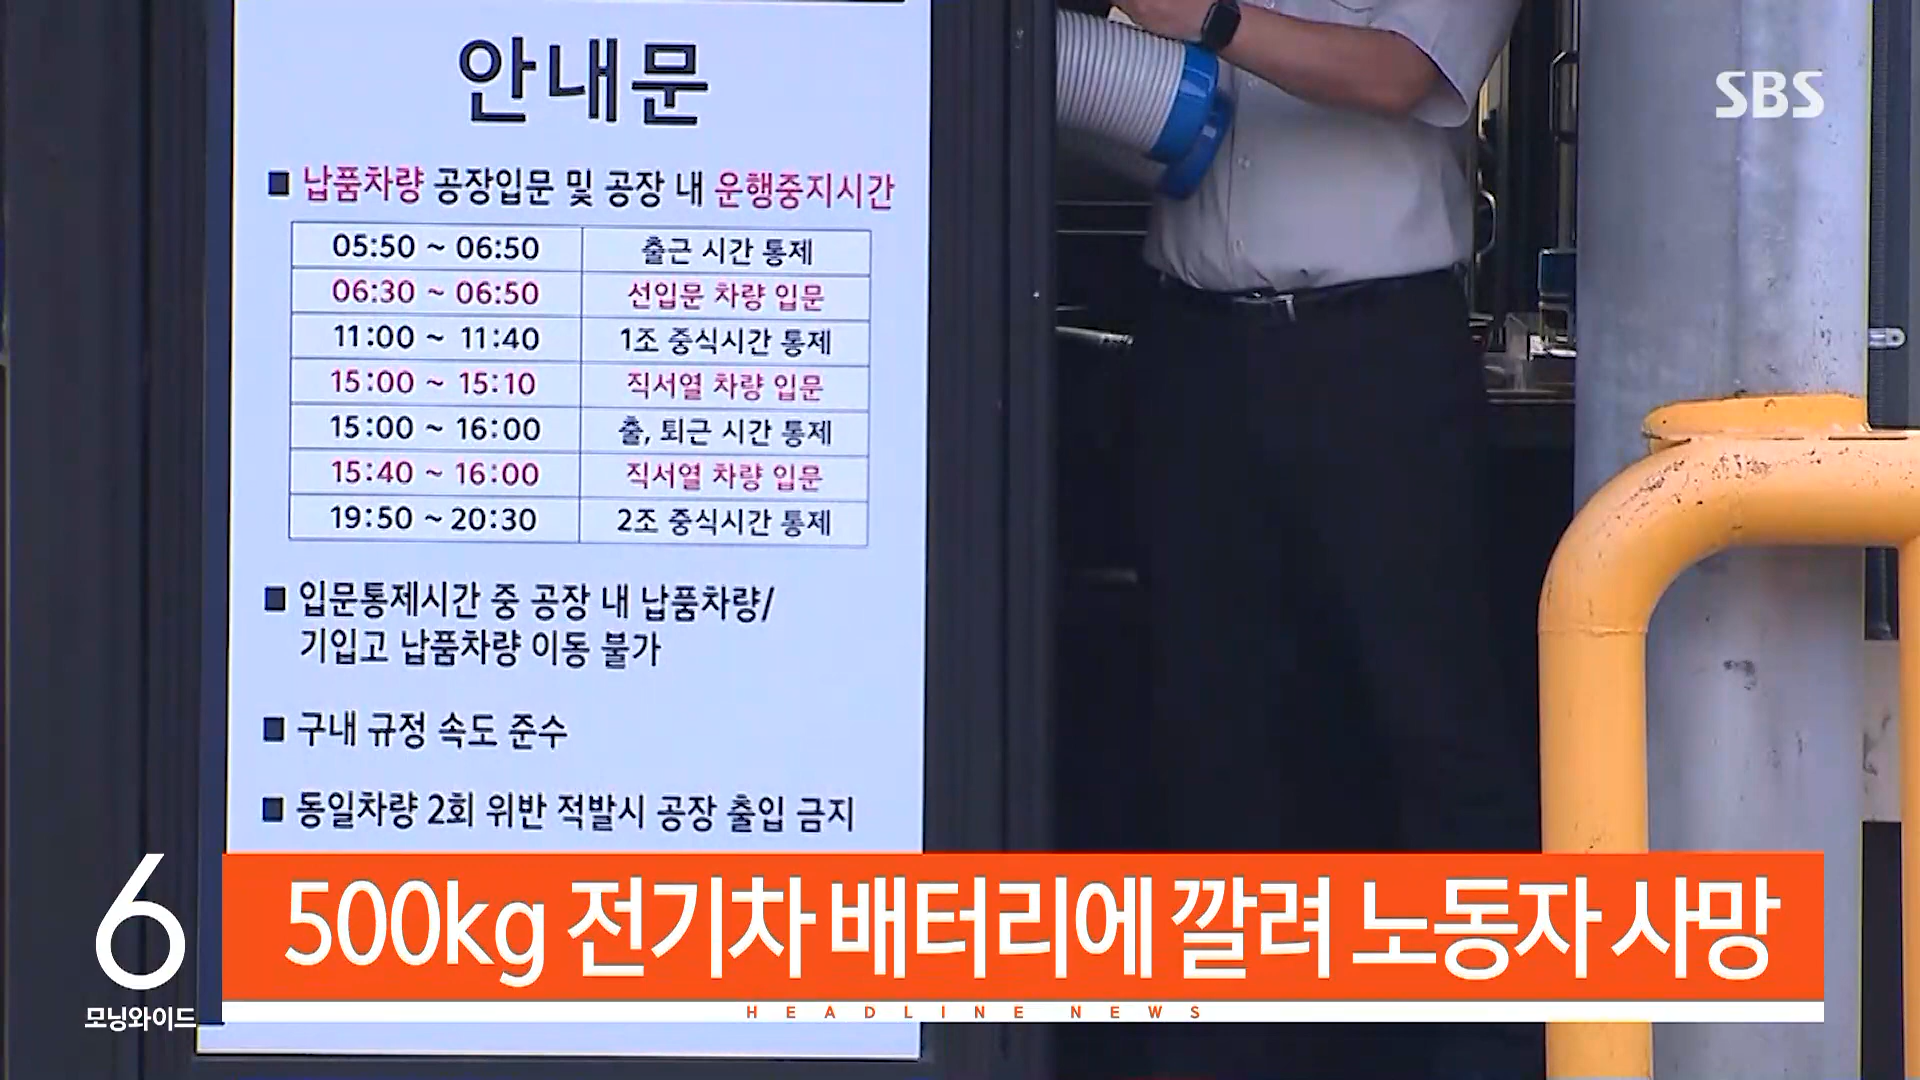 안내문
SBS
■ 납품차량 공장입문 및 공장 내 운행중지시간
05:50 ~ 06:50 출근 시간 통제
06:30 ~ 06:50 선입문 차량 입문
11:00 ~ 11:40 1조 중식시간 통제
15:00 ~ 15:10 직서열 차량 입문
15:00 ~ 16:00 출, 퇴근 시간 통제
15:40 ~ 16:00 직서열 차량 입문
19:50 ~ 20:30 2조 중식시간 통제
■ 입문통제시간 중 공장 내 납품차량/
기입고 납품차량 이동 불가
■ 구내 규정 속도 준수
■ 동일차량 2회 위반 적발시 공장 출입 금지
6
모닝와이드
500kg 전기차 배터리에 깔려 노동자 사망
HEADLINE NEWS